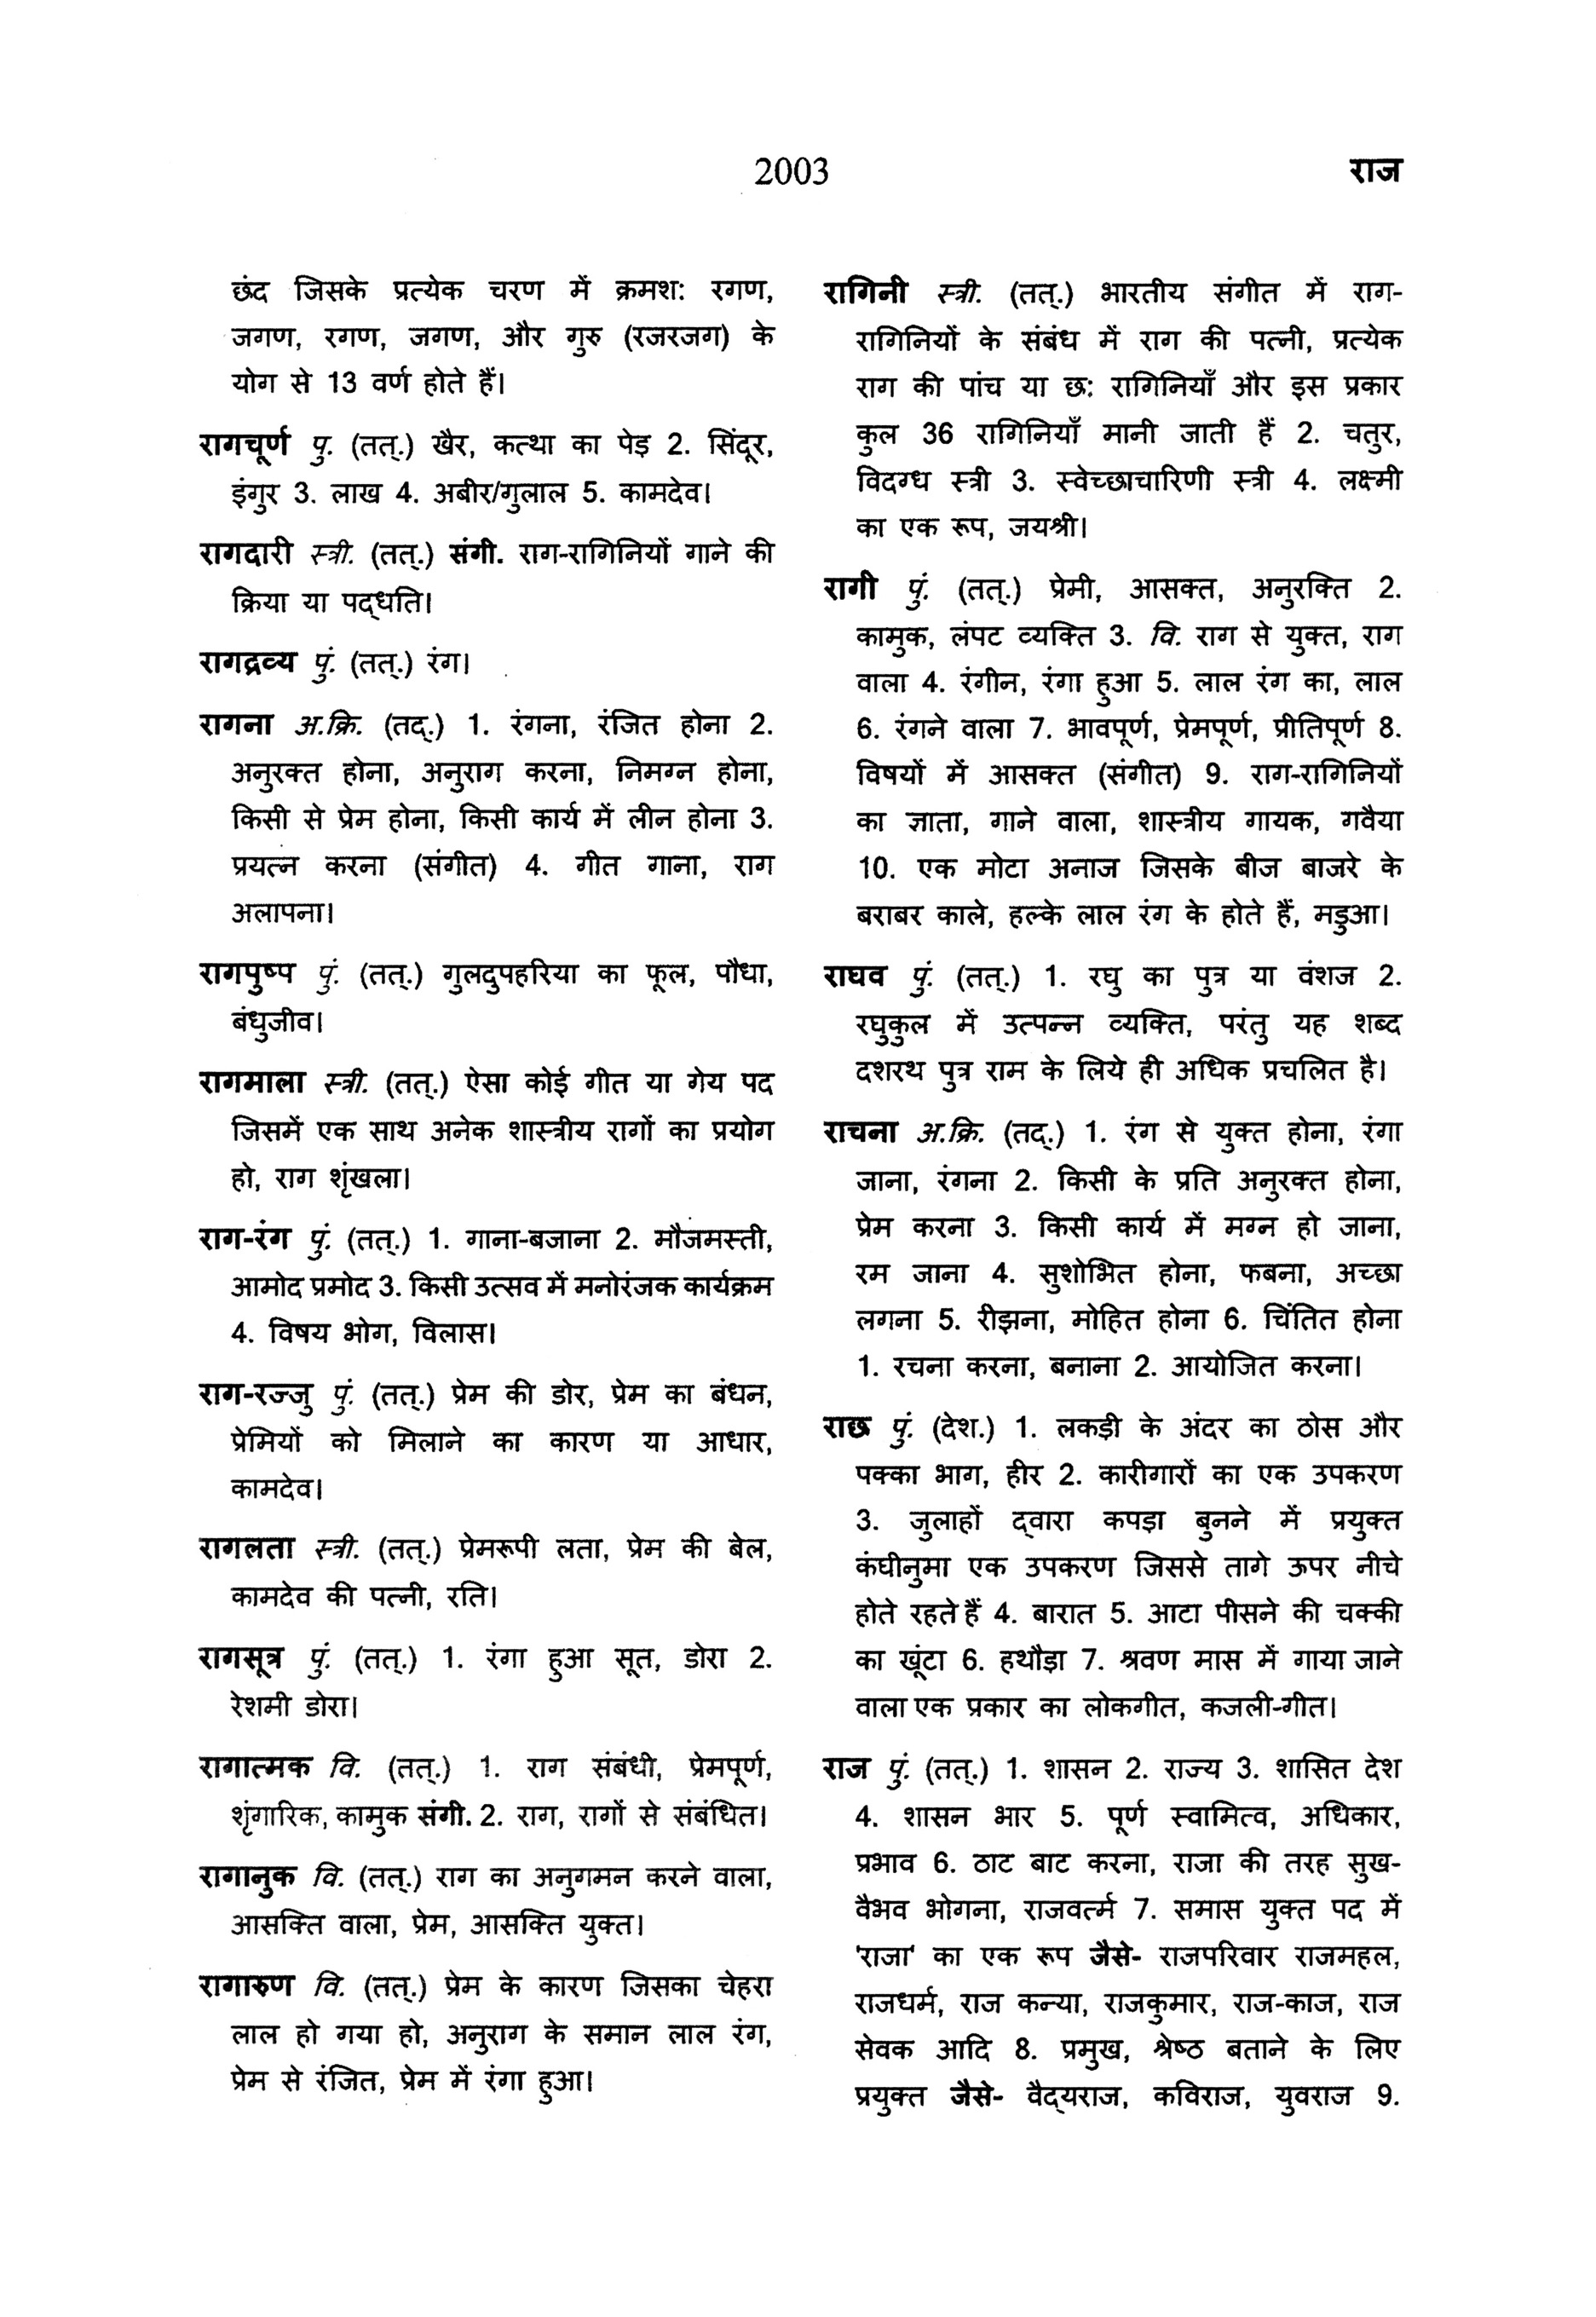 2003
राज
छंद जिसके प्रत्येक चरण में क्रमश: रगण,
जगण, रगण, जगण, और गुरु (रजरजग) के
योग से 13 वर्ण होते हैं।
रागचूर्ण पु. (तत्.) खैर, कत्था का पेड़ 2. सिंदूर,
इंगुर 3. लाख 4. अबीर/गुलाल 5. कामदेव।
रागदारी स्त्री. (तत्.) संगी. राग-रागिनियों गाने की
क्रिया या पद्धति।
रागद्रव्य पुं. (तत्.) रंग।
रागना अ.क्रि. (तद्.) 1. रंगना, रंजित होना 2.
अनुरक्त होना, अनुराग करना, निमग्न होना,
किसी से प्रेम होना, किसी कार्य में लीन होना 3.
प्रयत्न करना (संगीत) 4. गीत गाना, राग
अलापना।
रागपुष्प पुं. (तत्.) गुलदुपहरिया का फूल, पौधा,
बंधुजीव।
रागमाला स्त्री. (तत्.) ऐसा कोई गीत या गेय पद
जिसमें एक साथ अनेक शास्त्रीय रागों का प्रयोग
हो, राग शृंखला।
राग-रंग पुं. (तत्.) 1. गाना-बजाना 2. मौजमस्ती,
आमोद प्रमोद 3. किसी उत्सव में मनोरंजक कार्यक्रम
4. विषय भोग, विलास।
राग-रज्जु पुं. (तत्.) प्रेम की डोर, प्रेम का बंधन,
प्रेमियों को मिलाने का कारण या आधार,
कामदेव।
रागलता स्त्री. (तत्.) प्रेमरूपी लता, प्रेम की बेल,
कामदेव की पत्नी, रति।
रागसूत्र पुं. (तत्.) 1. रंगा हुआ सूत, डोरा 2.
रेशमी डोरा।
रागात्मक वि. (तत्.) 1. राग संबंधी, प्रेमपूर्ण,
शृंगारिक, कामुक संगी. 2. राग, रागों से संबंधित।
रागानुक वि. (तत्.) राग का अनुगमन करने वाला,
आसक्ति वाला, प्रेम, आसक्ति युक्त।
रागारुण वि. (तत्.) प्रेम के कारण जिसका चेहरा
लाल हो गया हो, अनुराग के समान लाल रंग,
प्रेम से रंजित, प्रेम में रंगा हुआ।
रागिनी स्त्री. (तत्.) भारतीय संगीत में राग-
रागिनियों के संबंध में राग की पत्नी, प्रत्येक
राग की पांच या छ: रागिनियाँ और इस प्रकार
कुल 36 रागिनियाँ मानी जाती हैं 2. चतुर,
विदग्ध स्त्री 3. स्वेच्छाचारिणी स्त्री 4. लक्ष्मी
का एक रूप, जयश्री।
रागी पुं. (तत्.) प्रेमी, आसक्त, अनुरक्ति 2.
कामुक, लंपट व्यक्ति 3. वि. राग से युक्त, राग
वाला 4. रंगीन, रंगा हुआ 5. लाल रंग का, लाल
6. रंगने वाला 7. भावपूर्ण, प्रेमपूर्ण, प्रीतिपूर्ण 8.
विषयों में आसक्त (संगीत) 9. राग-रागिनियों
का ज्ञाता, गाने वाला, शास्त्रीय गायक, गवैया
10. एक मोटा अनाज जिसके बीज बाजरे के
बराबर काले, हल्के लाल रंग के होते हैं, मडुआ।
राघव पुं. (तत्.) 1. रघु का पुत्र या वंशज 2.
रघुकुल में उत्पन्न व्यक्ति, परंतु यह शब्द
दशरथ पुत्र राम के लिये ही अधिक प्रचलित है।
राचना अ.क्रि. (तद्.) 1. रंग से युक्त होना, रंगा
जाना, रंगना 2. किसी के प्रति अनुरक्त होना,
प्रेम करना 3. किसी कार्य में मग्न हो जाना,
रम जाना 4. सुशोभित होना, फबना, अच्छा
लगना 5. रीझना, मोहित होना 6. चिंतित होना
1. रचना करना, बनाना 2. आयोजित करना।
राछ पुं. (देश.) 1. लकड़ी के अंदर का ठोस और
पक्का भाग, हीर 2. कारीगारों का एक उपकरण
3. जुलाहों द्वारा कपड़ा बुनने में प्रयुक्त
कंघीनुमा एक उपकरण जिससे तागे ऊपर नीचे
होते रहते हैं 4. बारात 5. आटा पीसने की चक्की
का खूंटा 6. हथौड़ा 7. श्रवण मास में गाया जाने
वाला एक प्रकार का लोकगीत, कजली-गीत।
राज पुं. (तत्.) 1. शासन 2. राज्य 3. शासित देश
4. शासन भार 5. पूर्ण स्वामित्व, अधिकार,
प्रभाव 6. ठाट बाट करना, राजा की तरह सुख-
वैभव भोगना, राजवर्त्म 7. समास युक्त पद में
'राजा' का एक रूप जैसे- राजपरिवार राजमहल,
राजधर्म, राज कन्या, राजकुमार, राज-काज, राज
सेवक आदि 8. प्रमुख, श्रेष्ठ बताने के लिए
प्रयुक्त जैसे- वैद्यराज, कविराज, युवराज 9.